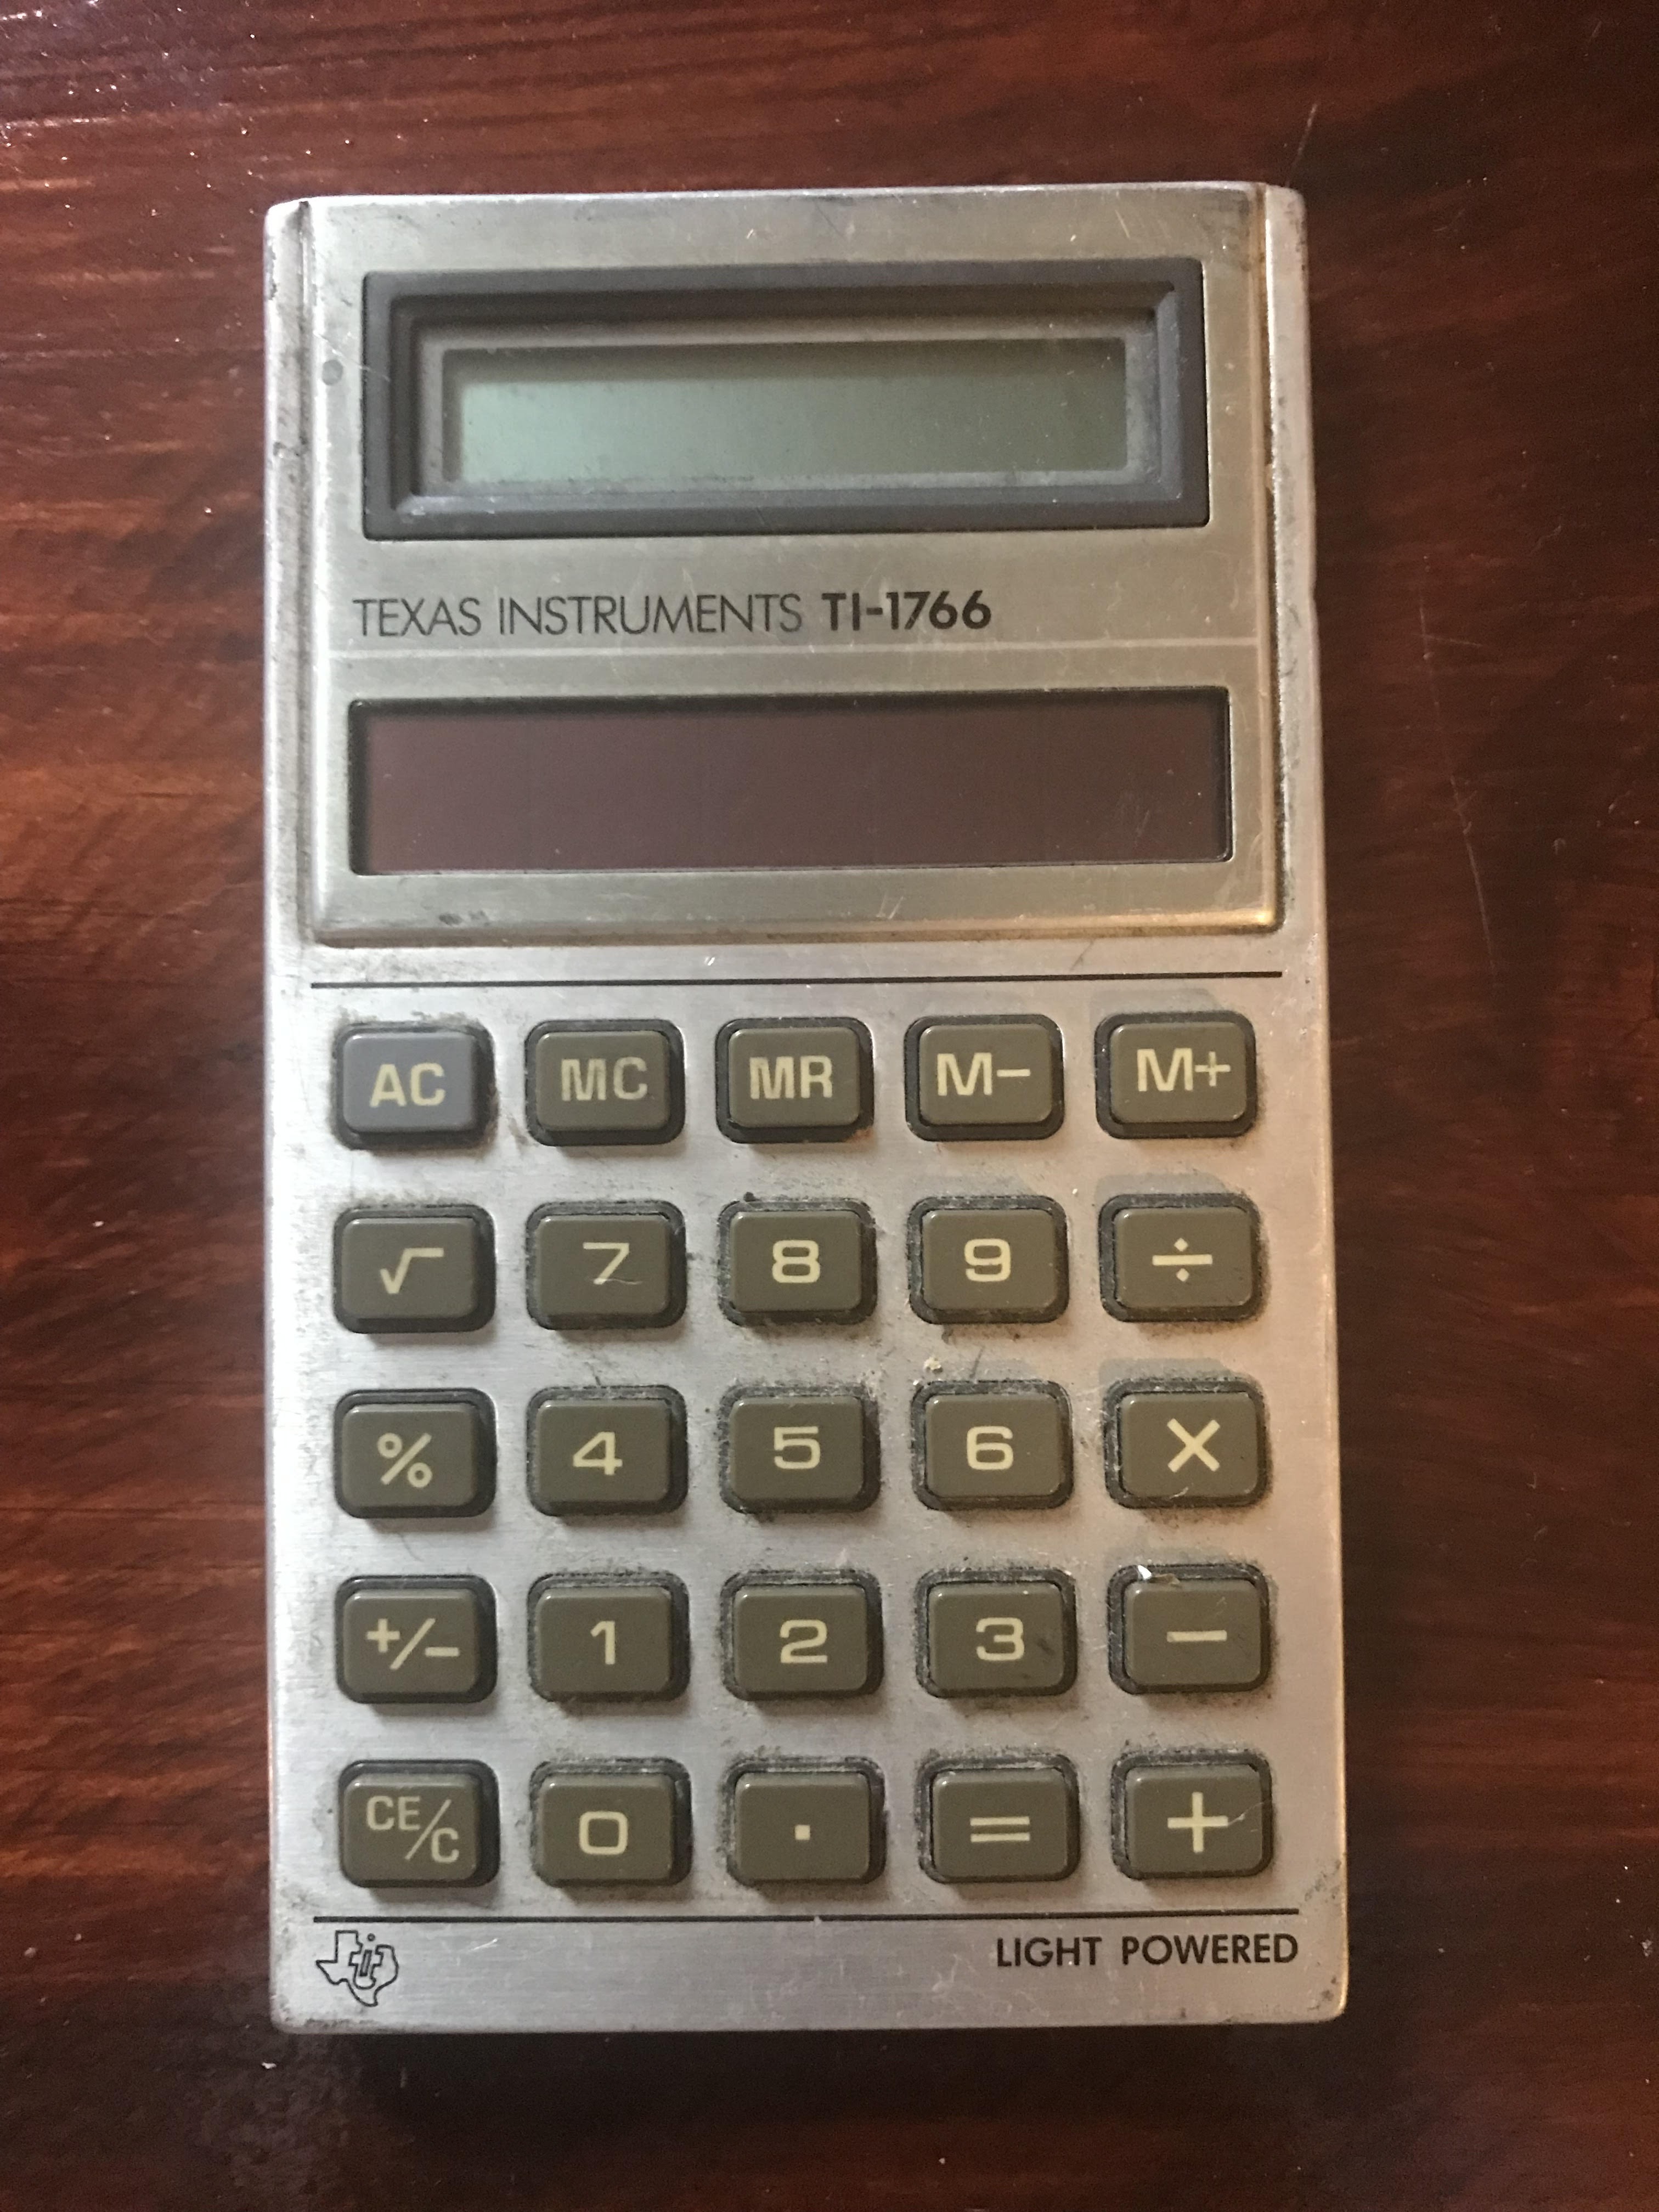 TEXAS INSTRUMENTS TI-1766
AC MC MR M− M+
√ 7 8 9 ÷
% 4 5 6 ×
+/− 1 2 3 −
CE/C 0 . = +
LIGHT POWERED